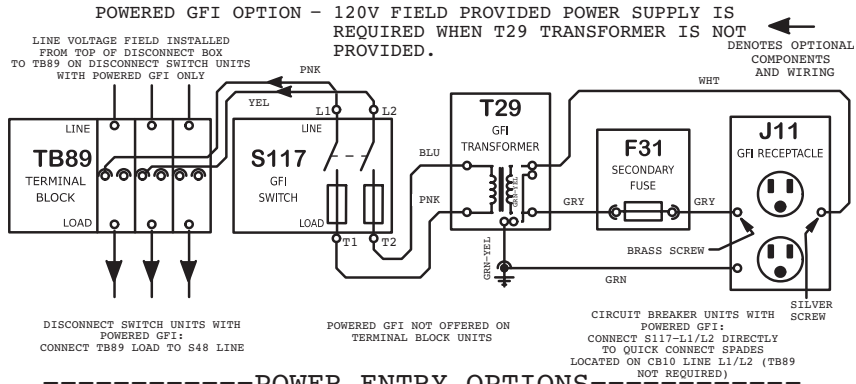 POWERED GFI OPTION – 120V FIELD PROVIDED POWER SUPPLY IS
REQUIRED WHEN T29 TRANSFORMER IS NOT
PROVIDED.
DENOTES OPTIONAL
COMPONENTS
AND WIRING
LINE VOLTAGE FIELD INSTALLED
FROM TOP OF DISCONNECT BOX
TO TB89 ON DISCONNECT SWITCH UNITS
WITH POWERED GFI ONLY
PNK
YEL
WHT
L1
L2
LINE
TB89
TERMINAL
BLOCK
LOAD
LINE
S117
GFI
SWITCH
LOAD
T1
T2
BLU
PNK
T29
GFI
TRANSFORMER
GRN-YEL
GRN-YEL
GRY
F31
SECONDARY
FUSE
GRY
J11
GFI RECEPTACLE
BRASS SCREW
GRN
SILVER
SCREW
DISCONNECT SWITCH UNITS WITH
POWERED GFI:
CONNECT TB89 LOAD TO S48 LINE
POWERED GFI NOT OFFERED ON
TERMINAL BLOCK UNITS
CIRCUIT BREAKER UNITS WITH
POWERED GFI:
CONNECT S117-L1/L2 DIRECTLY
TO QUICK CONNECT SPADES
LOCATED ON CB10 LINE L1/L2 (TB89
NOT REQUIRED)
------------POWER ENTRY OPTIONS------------